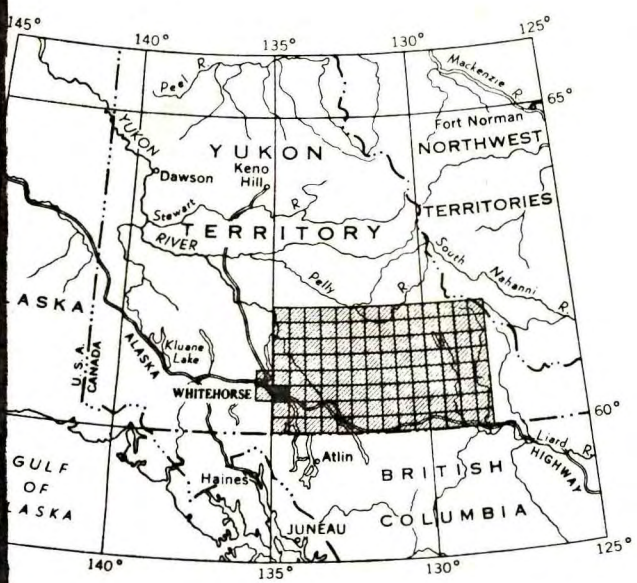 145°
140°
135°
130°
125°
Peel R.
Mackenzie R.
65°
Fort Norman
YUKON
YUKON
NORTHWEST
Keno
Hill
Dawson
Stewart R.
TERRITORIES
TERRITORY
RIVER
South Nahanni R.
Pelly R.
LASKA
Kluane
Lake
ALASKA
U.S.A.
CANADA
WHITEHORSE
60°
Liard R.
HIGHWAY
Atlin
BRITISH
GULF
OF
LASKA
Haines
COLUMBIA
JUNEAU
140°
135°
130°
125°